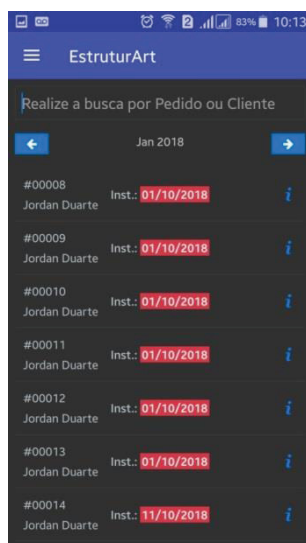 83% 10:13
EstruturArt
Realize a busca por Pedido ou Cliente
Jan 2018
#00008
Jordan Duarte
Inst.: 01/10/2018
#00009
Jordan Duarte
Inst.: 01/10/2018
#00010
Jordan Duarte
Inst.: 01/10/2018
#00011
Jordan Duarte
Inst.: 01/10/2018
#00012
Jordan Duarte
Inst.: 01/10/2018
#00013
Jordan Duarte
Inst.: 01/10/2018
#00014
Jordan Duarte
Inst.: 11/10/2018